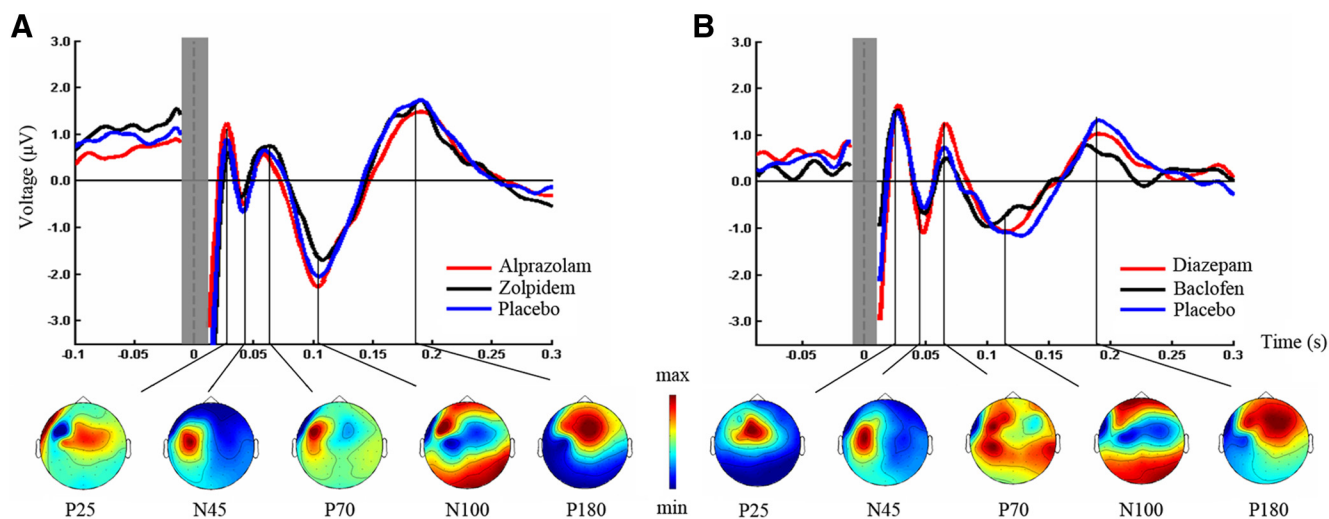 A
3.0
2.0
1.0
0.0
-1.0
-2.0
-3.0
Voltage (µV)
Alprazolam
Zolpidem
Placebo
-0.1
-0.05
0
0.05
0.1
0.15
0.2
0.25
0.3
P25
N45
P70
N100
P180
max
min
B
3.0
2.0
1.0
0.0
-1.0
-2.0
-3.0
Diazepam
Baclofen
Placebo
-0.05
0
0.05
0.1
0.15
0.2
0.25
0.3
Time (s)
P25
N45
P70
N100
P180